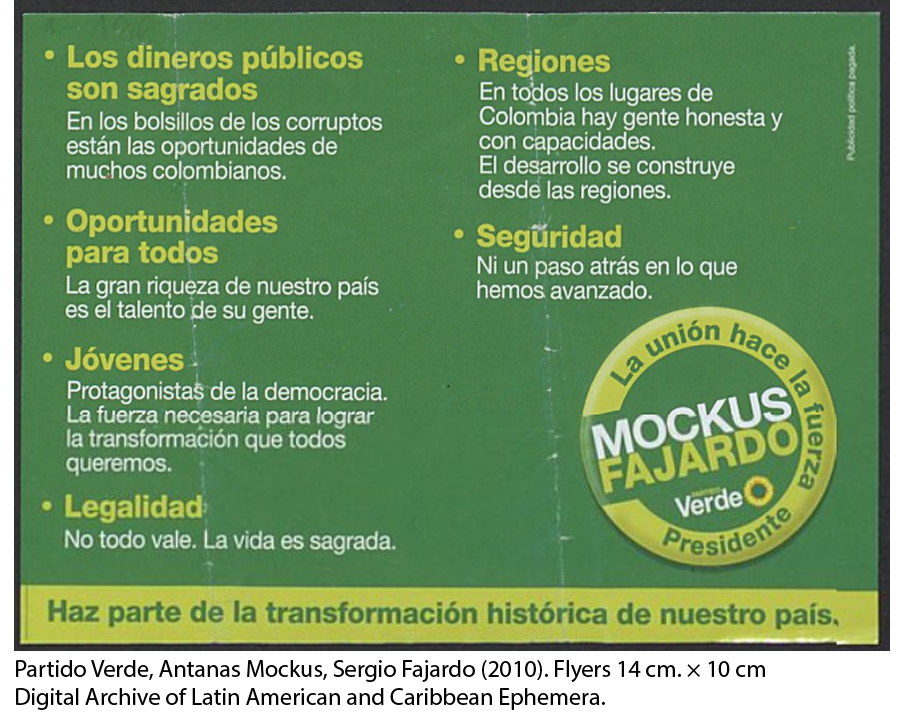 • Los dineros públicos
son sagrados
En los bolsillos de los corruptos
están las oportunidades de
muchos colombianos.
• Oportunidades
para todos
La gran riqueza de nuestro país
es el talento de su gente.
• Jóvenes
Protagonistas de la democracia.
La fuerza necesaria para lograr
la transformación que todos
queremos.
• Legalidad
No todo vale. La vida es sagrada.
• Regiones
En todos los lugares de
Colombia hay gente honesta y
con capacidades.
El desarrollo se construye
desde las regiones.
• Seguridad
Ni un paso atrás en lo que
hemos avanzado.
Publicidad política pagada.
La unión hace la fuerza
MOCKUS
FAJARDO
PARTIDO
Verde
Presidente
Haz parte de la transformación histórica de nuestro país.
Partido Verde, Antanas Mockus, Sergio Fajardo (2010). Flyers 14 cm. × 10 cm
Digital Archive of Latin American and Caribbean Ephemera.